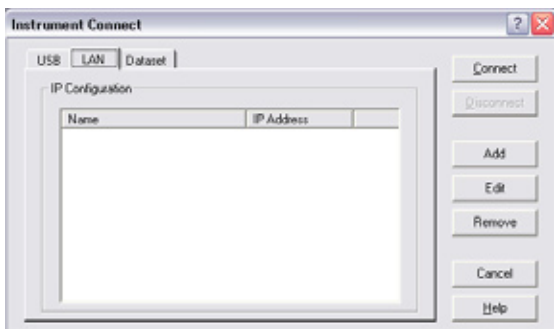 Instrument Connect
?
X
USB LAN Dataset
IP Configuration
Name IP Address
Connect
Disconnect
Add
Edit
Remove
Cancel
Help